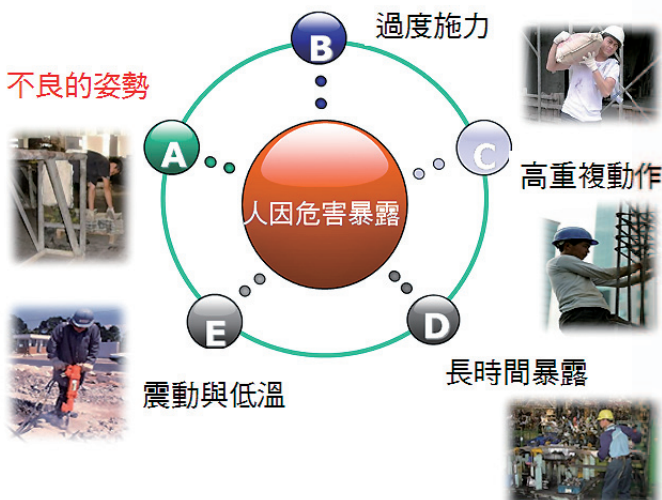 B
過度施力
不良的姿勢
A
C
高重複動作
人因危害暴露
E
D
長時間暴露
震動與低溫